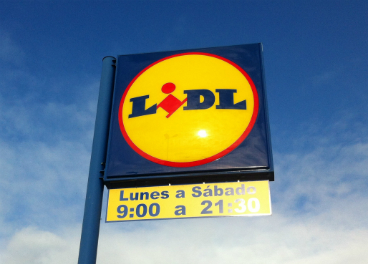 LiDL
Lunes a Sábado
9:00 a 21:30